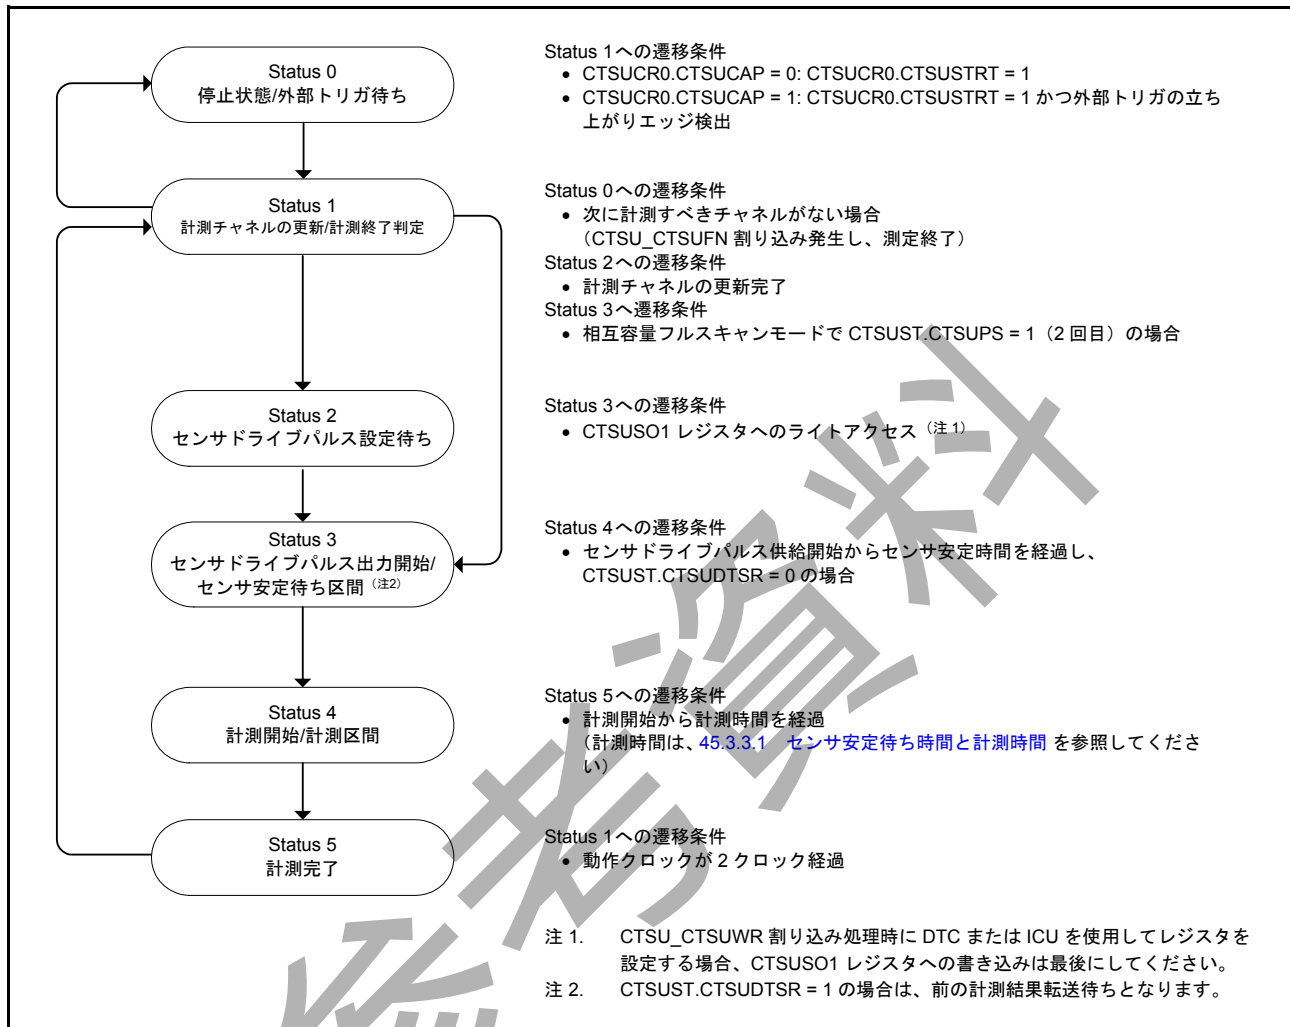 Status 0
停止状態/外部トリガ待ち
Status 1への遷移条件
• CTSUCR0.CTSUCAP = 0: CTSUCR0.CTSUSTRT = 1
• CTSUCR0.CTSUCAP = 1: CTSUCR0.CTSUSTRT = 1 かつ外部トリガの立ち
上がりエッジ検出
Status 1
計測チャネルの更新/計測終了判定
Status 0への遷移条件
• 次に計測すべきチャネルがない場合
（CTSU_CTSUFN 割り込み発生し、測定終了）
Status 2への遷移条件
• 計測チャネルの更新完了
Status 3へ遷移条件
• 相互容量フルスキャンモードで CTSUST.CTSUPS = 1（2 回目）の場合
Status 2
センサドライブパルス設定待ち
Status 3への遷移条件
• CTSUSO1 レジスタへのライトアクセス（注 1）
Status 3
センサドライブパルス出力開始/
センサ安定待ち区間（注2）
Status 4への遷移条件
• センサドライブパルス供給開始からセンサ安定時間を経過し、
CTSUST.CTSUDTSR = 0 の場合
Status 4
計測開始/計測区間
Status 5への遷移条件
• 計測開始から計測時間を経過
（計測時間は、45.3.3.1 センサ安定待ち時間と計測時間 を参照してくださ
い）
Status 5
計測完了
Status 1への遷移条件
• 動作クロックが 2 クロック経過
注 1. CTSU_CTSUWR 割り込み処理時に DTC または ICU を使用してレジスタを
設定する場合、CTSUSO1 レジスタへの書き込みは最後にしてください。
注 2. CTSUST.CTSUDTSR = 1 の場合は、前の計測結果転送待ちとなります。
参考資料